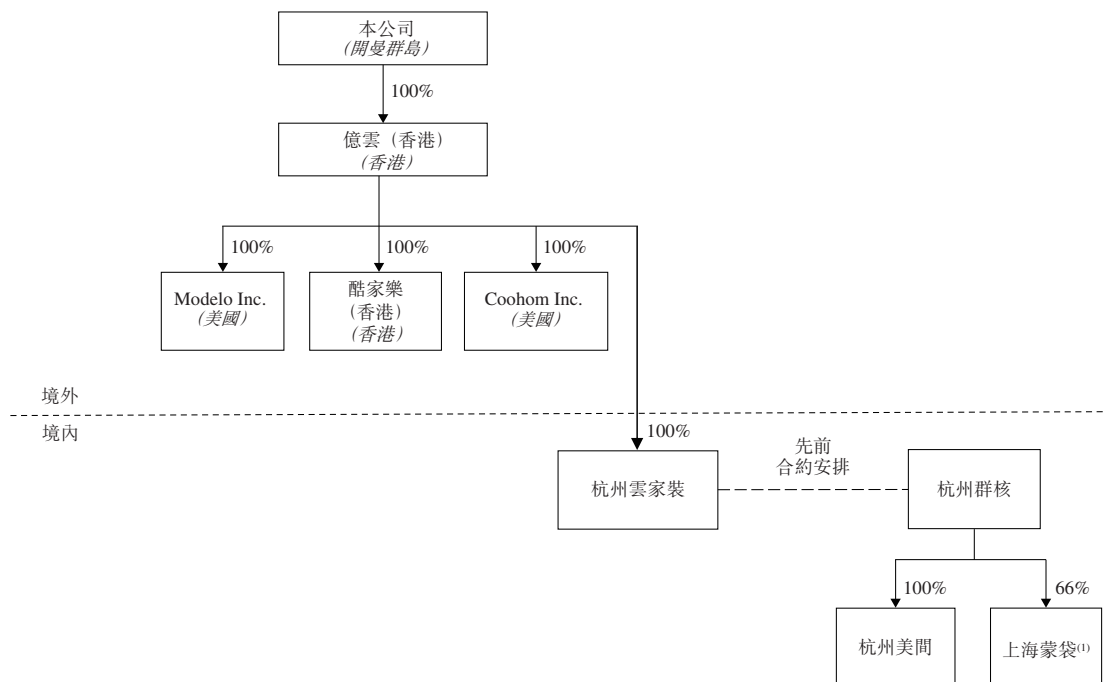 本公司
(開曼群島)
100%
億雲（香港）
(香港)
100%
100%
100%
Modelo Inc.
(美國)
酷家樂
(香港)
(香港)
Coohom Inc.
(美國)
境外
境內
100%
先前
合約安排
杭州雲家裝
杭州群核
100%
66%
杭州美間
上海蒙袋(1)